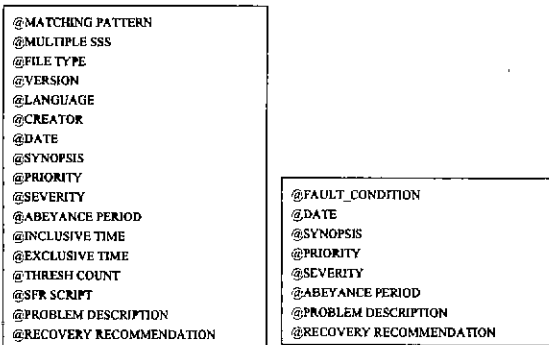 @MATCHING PATTERN
@MULTIPLE SSS
@FILE TYPE
@VERSION
@LANGUAGE
@CREATOR
@DATE
@SYNOPSIS
@PRIORITY
@SEVERITY
@ABEYANCE PERIOD
@INCLUSIVE TIME
@EXCLUSIVE TIME
@THRESH COUNT
@SFR SCRIPT
@PROBLEM DESCRIPTION
@RECOVERY RECOMMENDATION
@FAULT_CONDITION
@DATE
@SYNOPSIS
@PRIORITY
@SEVERITY
@ABEYANCE PERIOD
@PROBLEM DESCRIPTION
@RECOVERY RECOMMENDATION